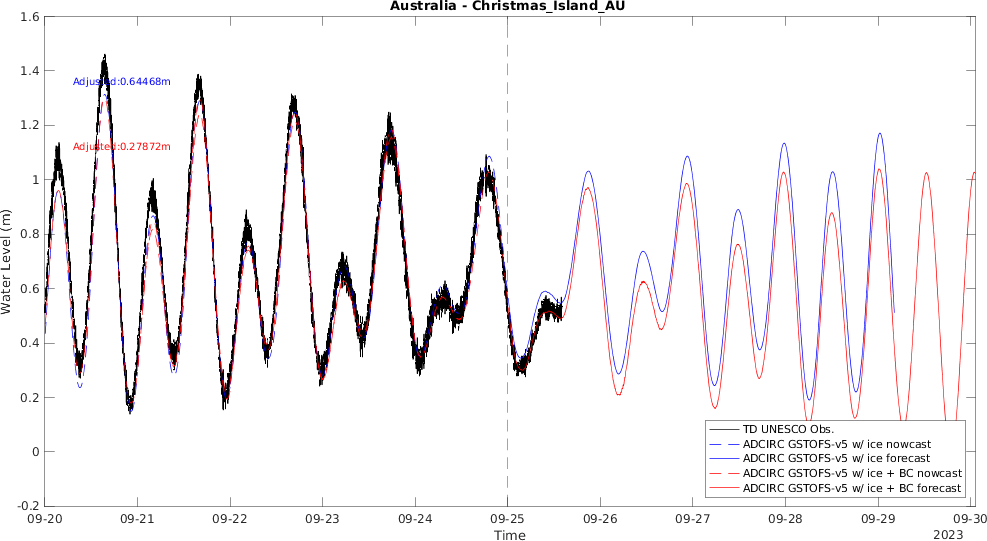 Australia - Christmas_Island_AU
1.6
1.4
1.2
1
0.8
0.6
0.4
0.2
0
-0.2
Water Level (m)
Adjusted:0.64468m
Adjusted:0.27872m
TD UNESCO Obs.
ADCIRC GSTOFS-v5 w/ ice nowcast
ADCIRC GSTOFS-v5 w/ ice forecast
ADCIRC GSTOFS-v5 w/ ice + BC nowcast
ADCIRC GSTOFS-v5 w/ ice + BC forecast
09-20 09-21 09-22 09-23 09-24 09-25 09-26 09-27 09-28 09-29 09-30
Time
2023